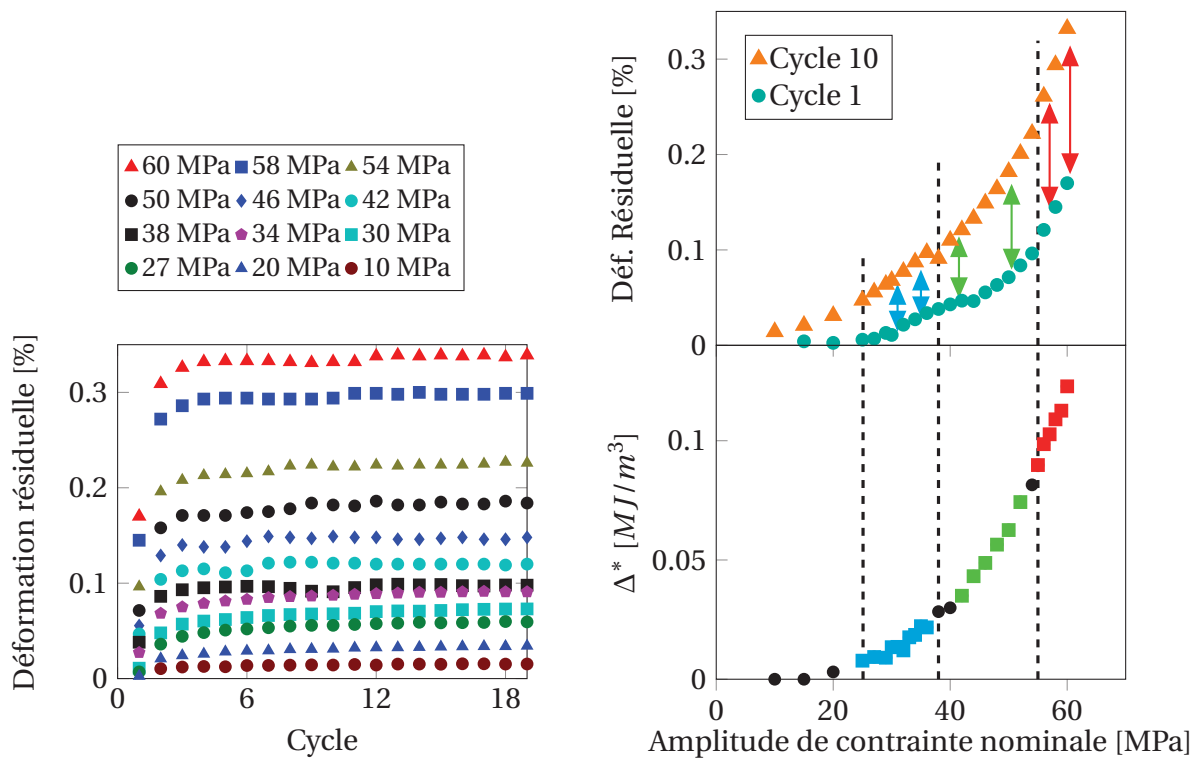 60 MPa 58 MPa 54 MPa
50 MPa 46 MPa 42 MPa
38 MPa 34 MPa 30 MPa
27 MPa 20 MPa 10 MPa
Déformation résiduelle [%]
0.3
0.2
0.1
0
0 6 12 18
Cycle
Cycle 10
Cycle 1
Déf. Résiduelle [%]
0.3
0.2
0.1
0
Δ* [MJ/m³]
0.1
0.05
0
0 20 40 60
Amplitude de contrainte nominale [MPa]